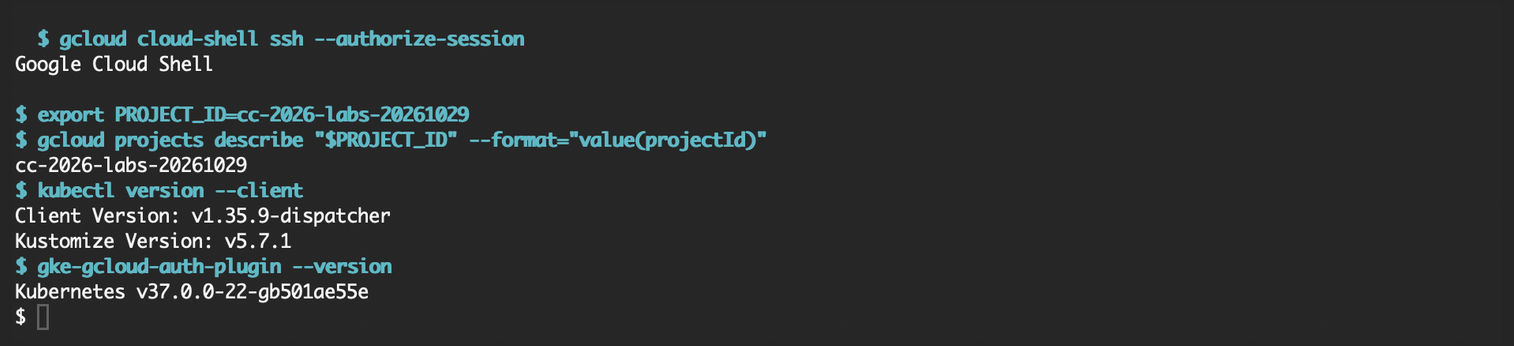 $ gcloud cloud-shell ssh --authorize-session
Google Cloud Shell
$ export PROJECT_ID=cc-2026-labs-20261029
$ gcloud projects describe "$PROJECT_ID" --format="value(projectId)"
cc-2026-labs-20261029
$ kubectl version --client
Client Version: v1.35.9-dispatcher
Kustomize Version: v5.7.1
$ gke-gcloud-auth-plugin --version
Kubernetes v37.0.0-22-gb501ae55e
$